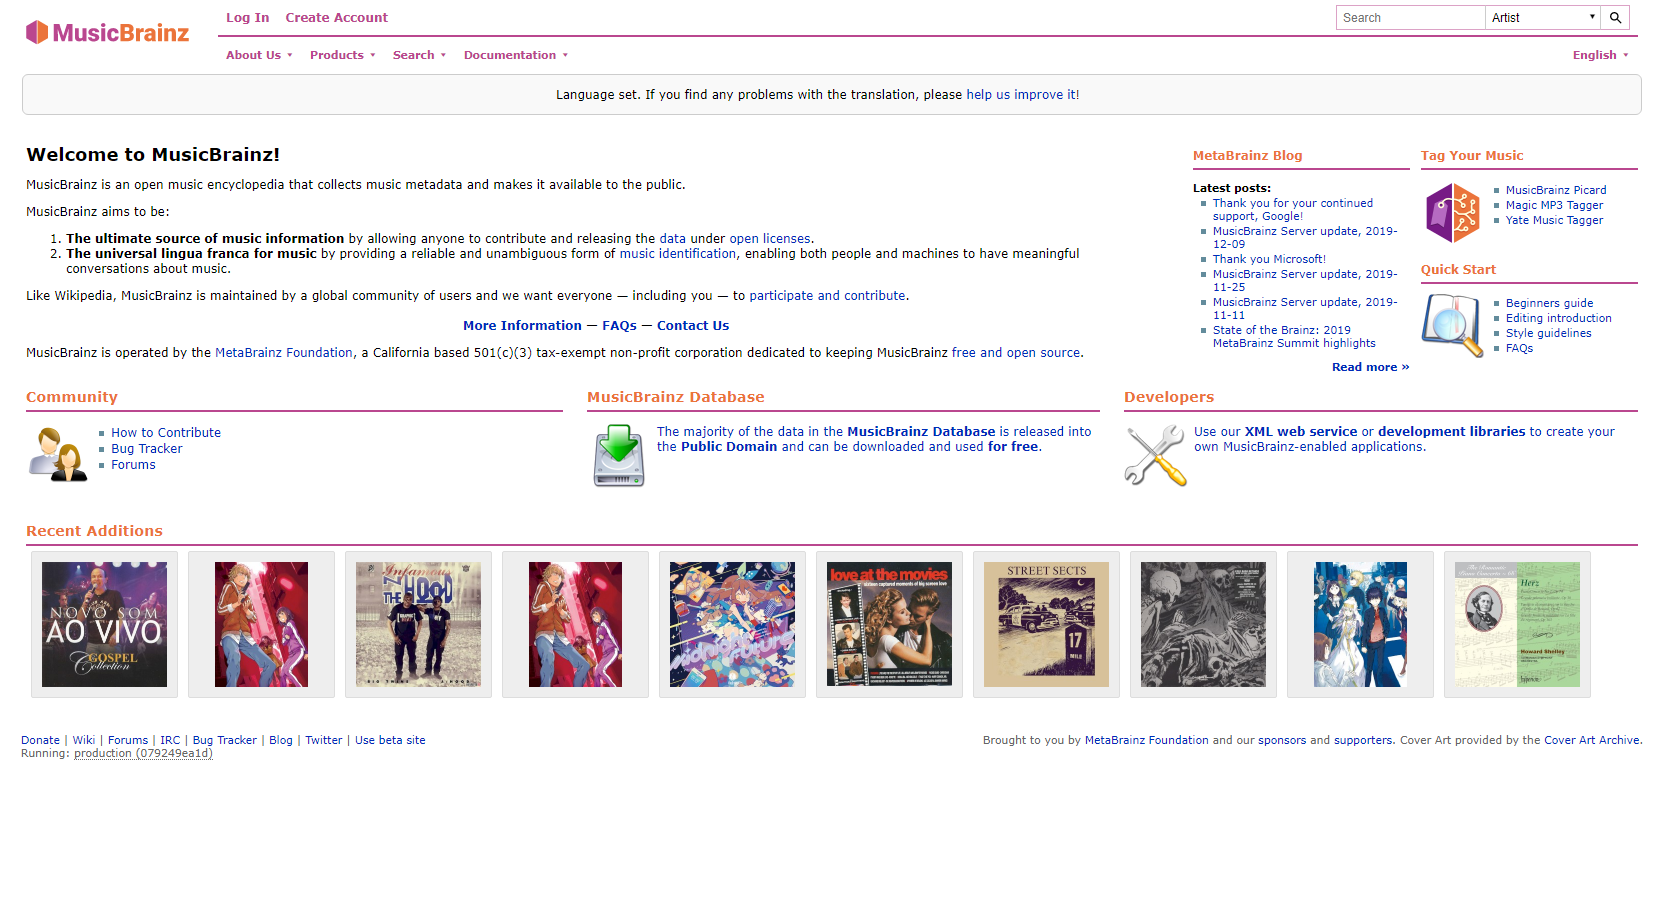 MusicBrainz
Log In Create Account
Search Artist
About Us Products Search Documentation
English
Language set. If you find any problems with the translation, please help us improve it!
Welcome to MusicBrainz!
MusicBrainz is an open music encyclopedia that collects music metadata and makes it available to the public.
MusicBrainz aims to be:
1. The ultimate source of music information by allowing anyone to contribute and releasing the data under open licenses.
2. The universal lingua franca for music by providing a reliable and unambiguous form of music identification, enabling both people and machines to have meaningful
conversations about music.
Like Wikipedia, MusicBrainz is maintained by a global community of users and we want everyone — including you — to participate and contribute.
More Information — FAQs — Contact Us
MusicBrainz is operated by the MetaBrainz Foundation, a California based 501(c)(3) tax-exempt non-profit corporation dedicated to keeping MusicBrainz free and open source.
MetaBrainz Blog
Latest posts:
Thank you for your continued
support, Google!
MusicBrainz Server update, 2019-
12-09
Thank you Microsoft!
MusicBrainz Server update, 2019-
11-25
MusicBrainz Server update, 2019-
11-11
State of the Brainz: 2019
MetaBrainz Summit highlights
Read more »
Tag Your Music
MusicBrainz Picard
Magic MP3 Tagger
Yate Music Tagger
Quick Start
Beginners guide
Editing introduction
Style guidelines
FAQs
Community
How to Contribute
Bug Tracker
Forums
MusicBrainz Database
The majority of the data in the MusicBrainz Database is released into
the Public Domain and can be downloaded and used for free.
Developers
Use our XML web service or development libraries to create your
own MusicBrainz-enabled applications.
Recent Additions
NOVO SOM
AO VIVO
GOSPEL
Collection
Infamous
N
THE HOOD
Midnight
love at the movies
sixteen captured moments of big screen love
STREET SECTS
17
MILE
The Romantic
Piano Concerto
Herz
Howard Shelley
Donate | Wiki | Forums | IRC | Bug Tracker | Blog | Twitter | Use beta site
Running: production (079249ea1d)
Brought to you by MetaBrainz Foundation and our sponsors and supporters. Cover Art provided by the Cover Art Archive.